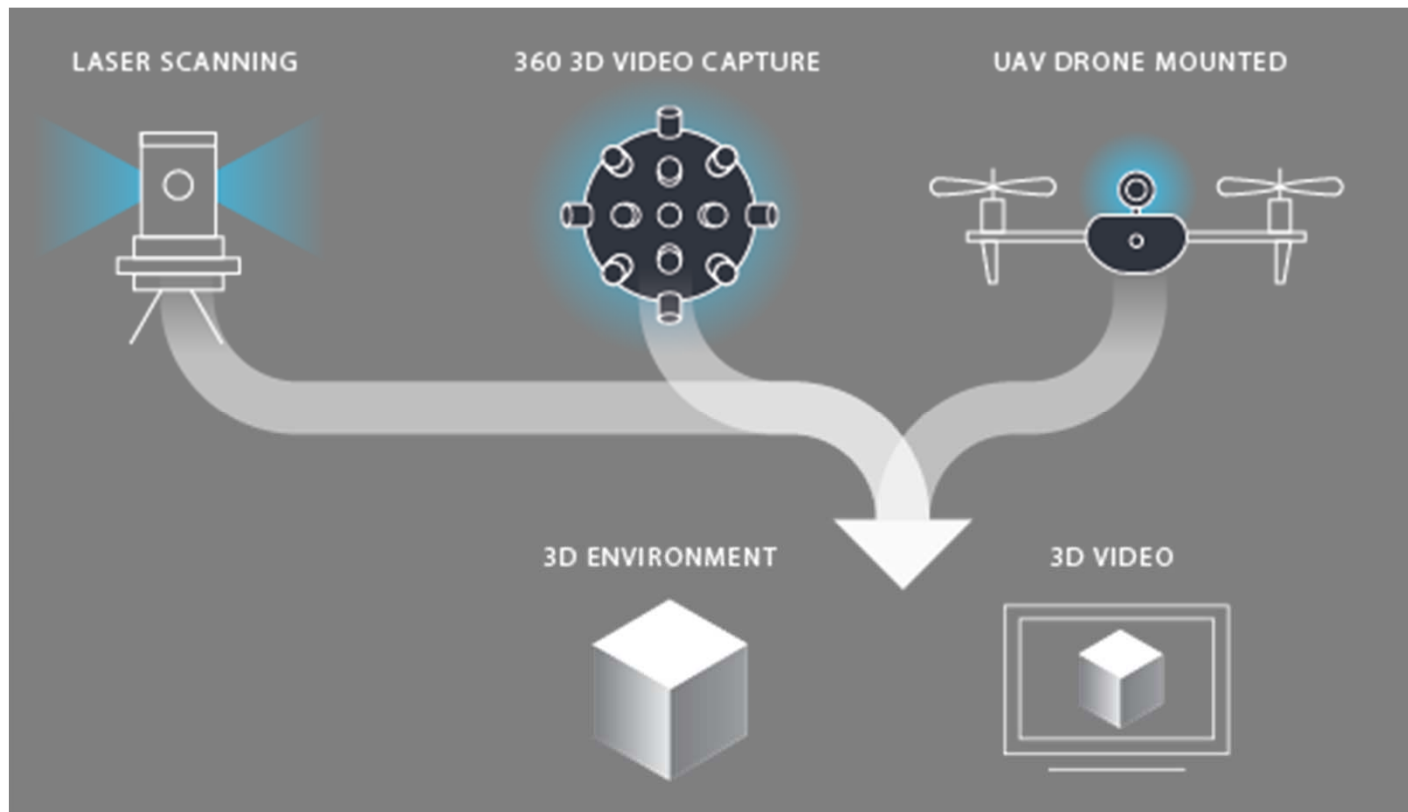 LASER SCANNING
360 3D VIDEO CAPTURE
UAV DRONE MOUNTED
3D ENVIRONMENT
3D VIDEO